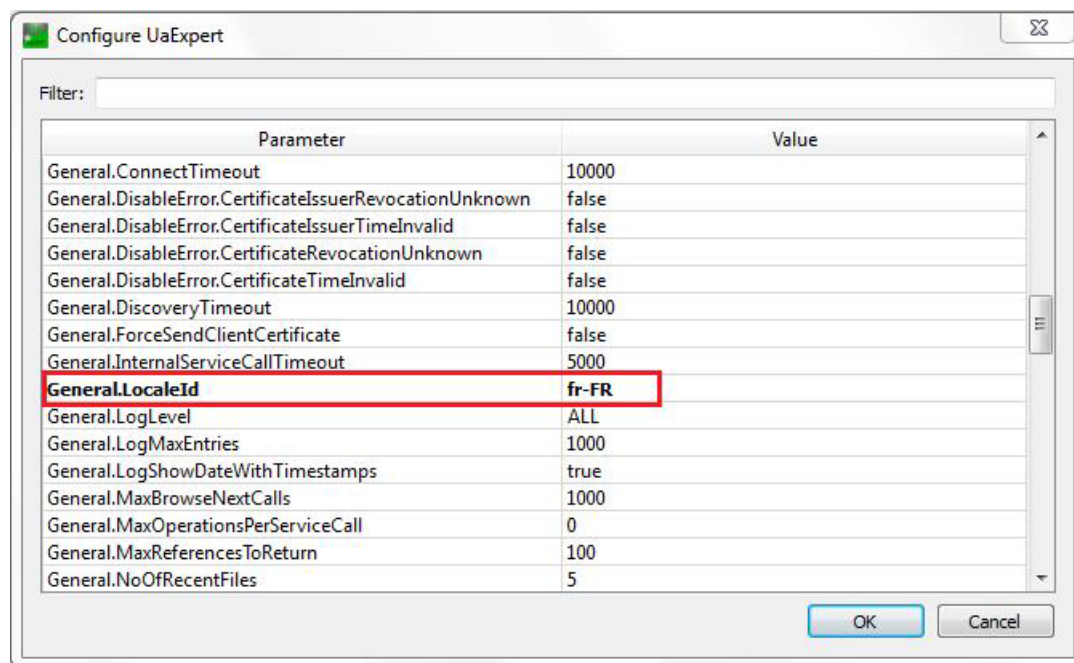 Configure UaExpert
Filter:
Parameter Value
General.ConnectTimeout 10000
General.DisableError.CertificateIssuerRevocationUnknown false
General.DisableError.CertificateIssuerTimeInvalid false
General.DisableError.CertificateRevocationUnknown false
General.DisableError.CertificateTimeInvalid false
General.DiscoveryTimeout 10000
General.ForceSendClientCertificate false
General.InternalServiceCallTimeout 5000
General.LocaleId fr-FR
General.LogLevel ALL
General.LogMaxEntries 1000
General.LogShowDateWithTimestamps true
General.MaxBrowseNextCalls 1000
General.MaxOperationsPerServiceCall 0
General.MaxReferencesToReturn 100
General.NoOfRecentFiles 5
OK Cancel